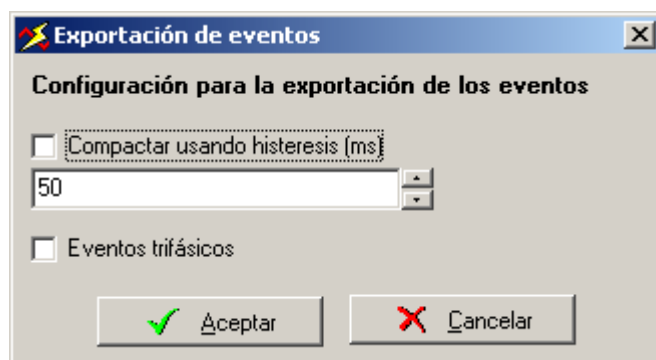 Exportación de eventos
Configuración para la exportación de los eventos
Compactar usando histeresis (ms)
50
Eventos trifásicos
Aceptar
Cancelar